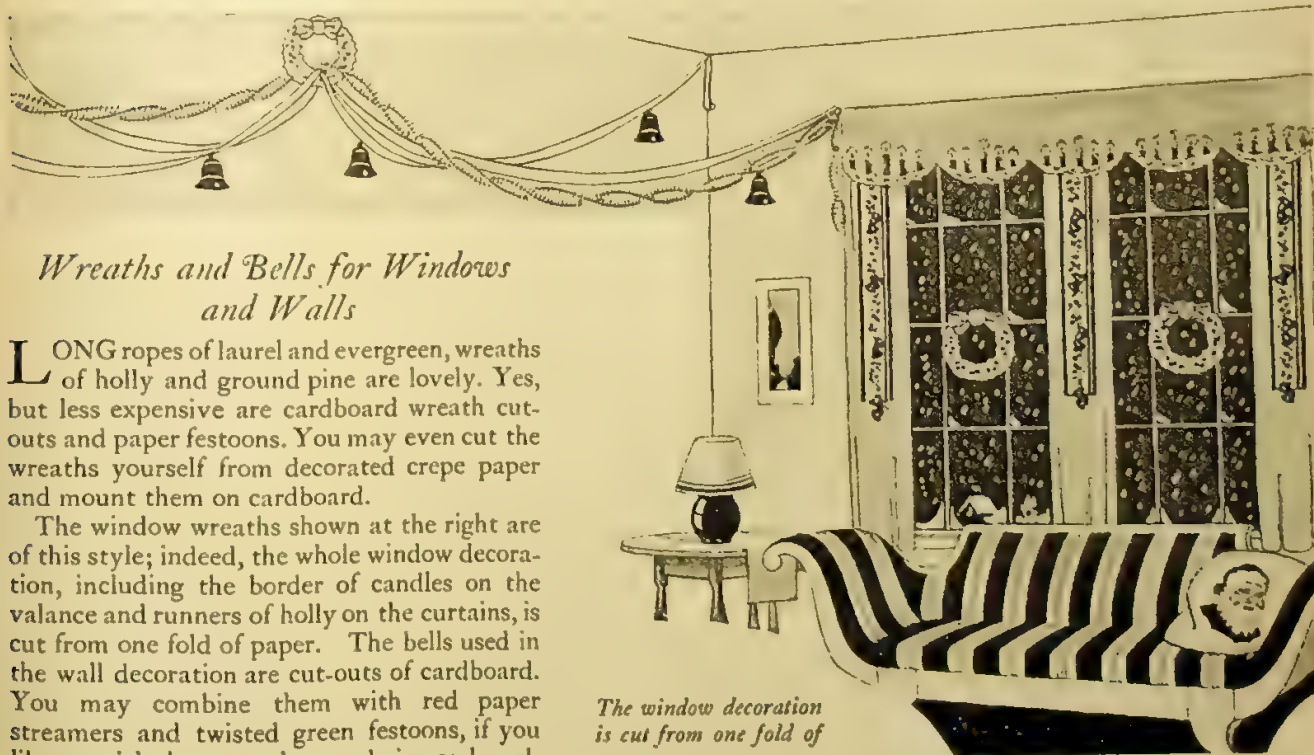 Wreaths and Bells for Windows
and Walls
LONG ropes of laurel and evergreen, wreaths
of holly and ground pine are lovely. Yes,
but less expensive are cardboard wreath cut-
outs and paper festoons. You may even cut the
wreaths yourself from decorated crepe paper
and mount them on cardboard.
The window wreaths shown at the right are
of this style; indeed, the whole window decora-
tion, including the border of candles on the
valance and runners of holly on the curtains, is
cut from one fold of paper. The bells used in
the wall decoration are cut-outs of cardboard.
You may combine them with red paper
streamers and twisted green festoons, if you
The window decoration
is cut from one fold of